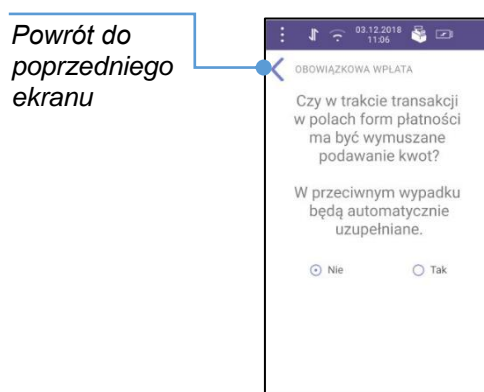 Powrót do
poprzedniego
ekranu
03.12.2018
11:06
OBOWIĄZKOWA WPŁATA
Czy w trakcie transakcji
w polach form płatności
ma być wymuszane
podawanie kwot?
W przeciwnym wypadku
będą automatycznie
uzupełniane.
Nie Tak